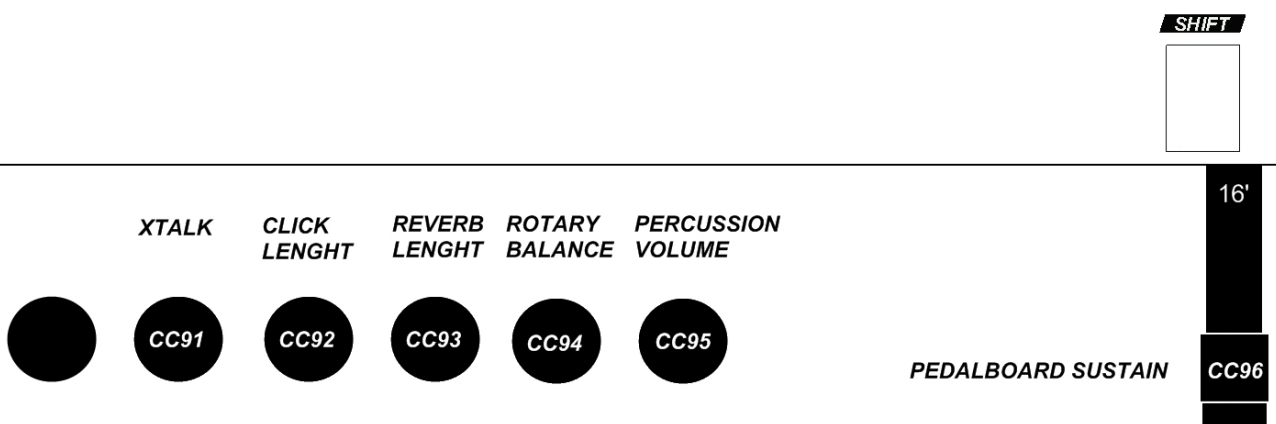 SHIFT
16'
XTALK
CLICK
LENGHT
REVERB
LENGHT
ROTARY
BALANCE
PERCUSSION
VOLUME
CC91
CC92
CC93
CC94
CC95
PEDALBOARD SUSTAIN
CC96